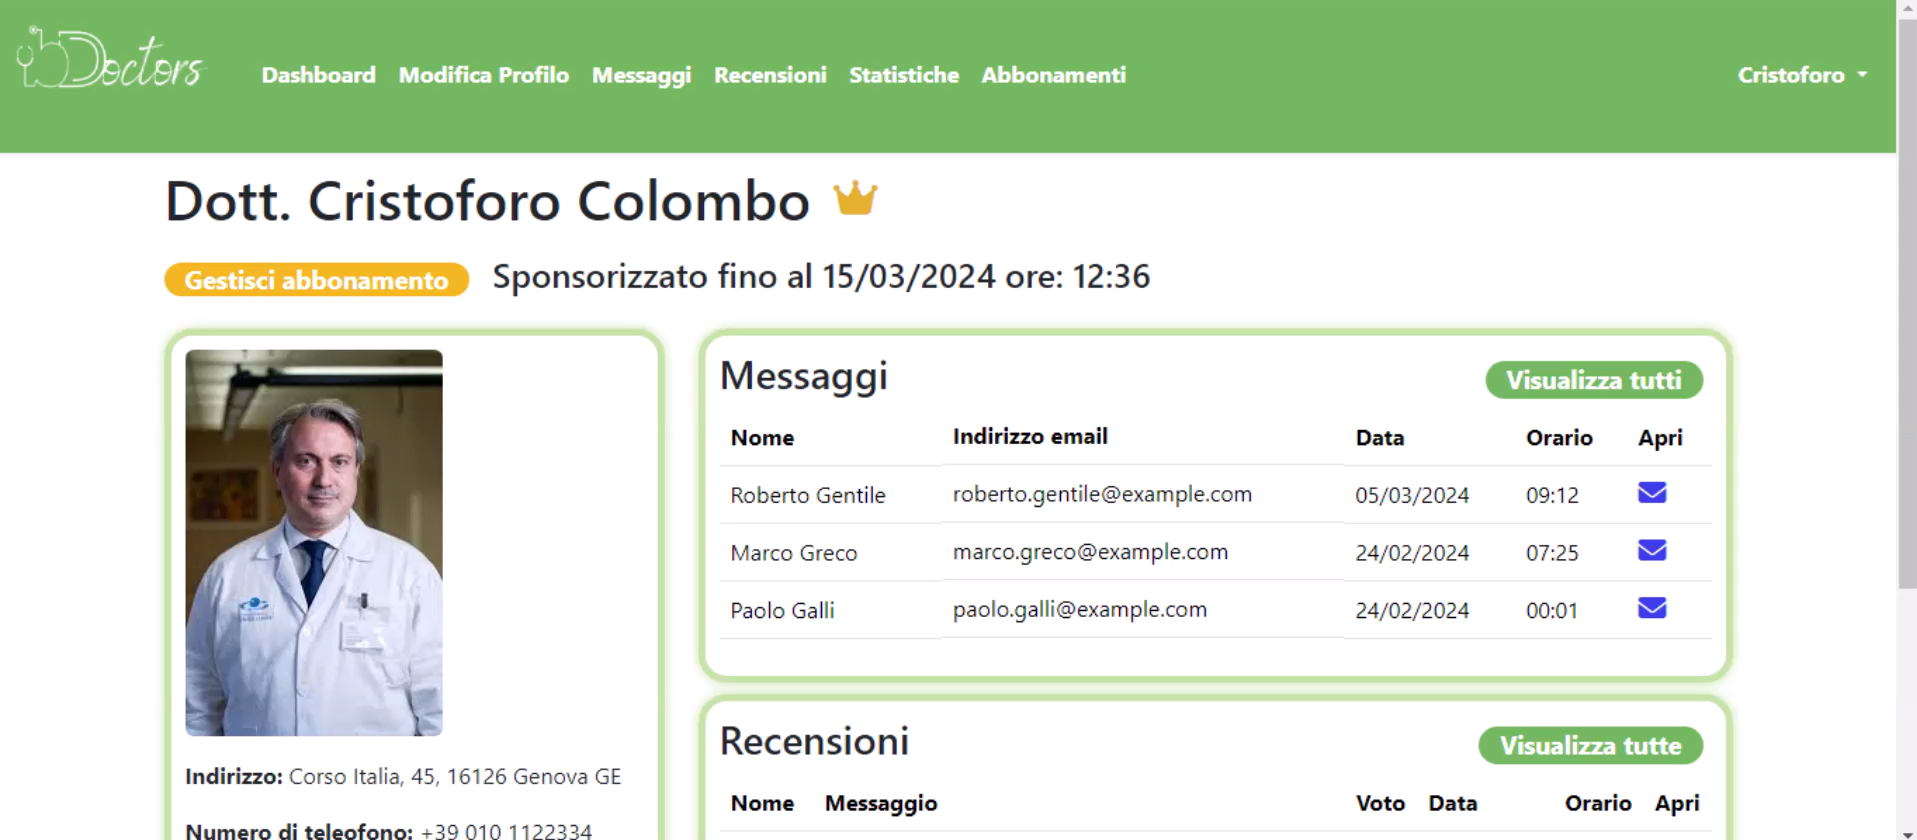 bDoctors
Dashboard Modifica Profilo Messaggi Recensioni Statistiche Abbonamenti Cristoforo
Dott. Cristoforo Colombo
Gestisci abbonamento Sponsorizzato fino al 15/03/2024 ore: 12:36
Messaggi Visualizza tutti
Nome Indirizzo email Data Orario Apri
Roberto Gentile roberto.gentile@example.com 05/03/2024 09:12
Marco Greco marco.greco@example.com 24/02/2024 07:25
Paolo Galli paolo.galli@example.com 24/02/2024 00:01
Indirizzo: Corso Italia, 45, 16126 Genova GE
Numero di teleofono: +39 010 1122334
Recensioni Visualizza tutte
Nome Messaggio Voto Data Orario Apri